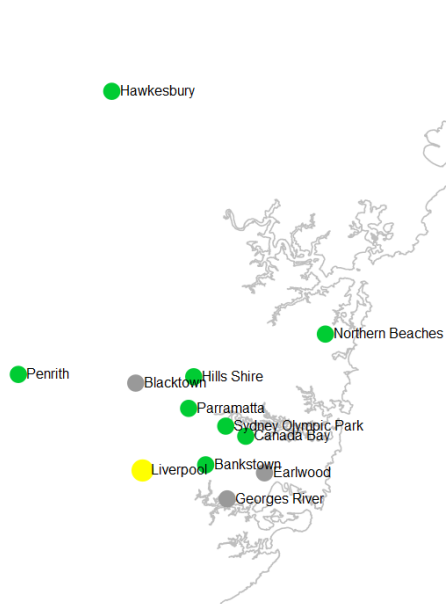 Hawkesbury
Northern Beaches
Penrith
Hills Shire
Blacktown
Parramatta
Sydney Olympic Park
Canada Bay
Bankstown
Liverpool
Earlwood
Georges River